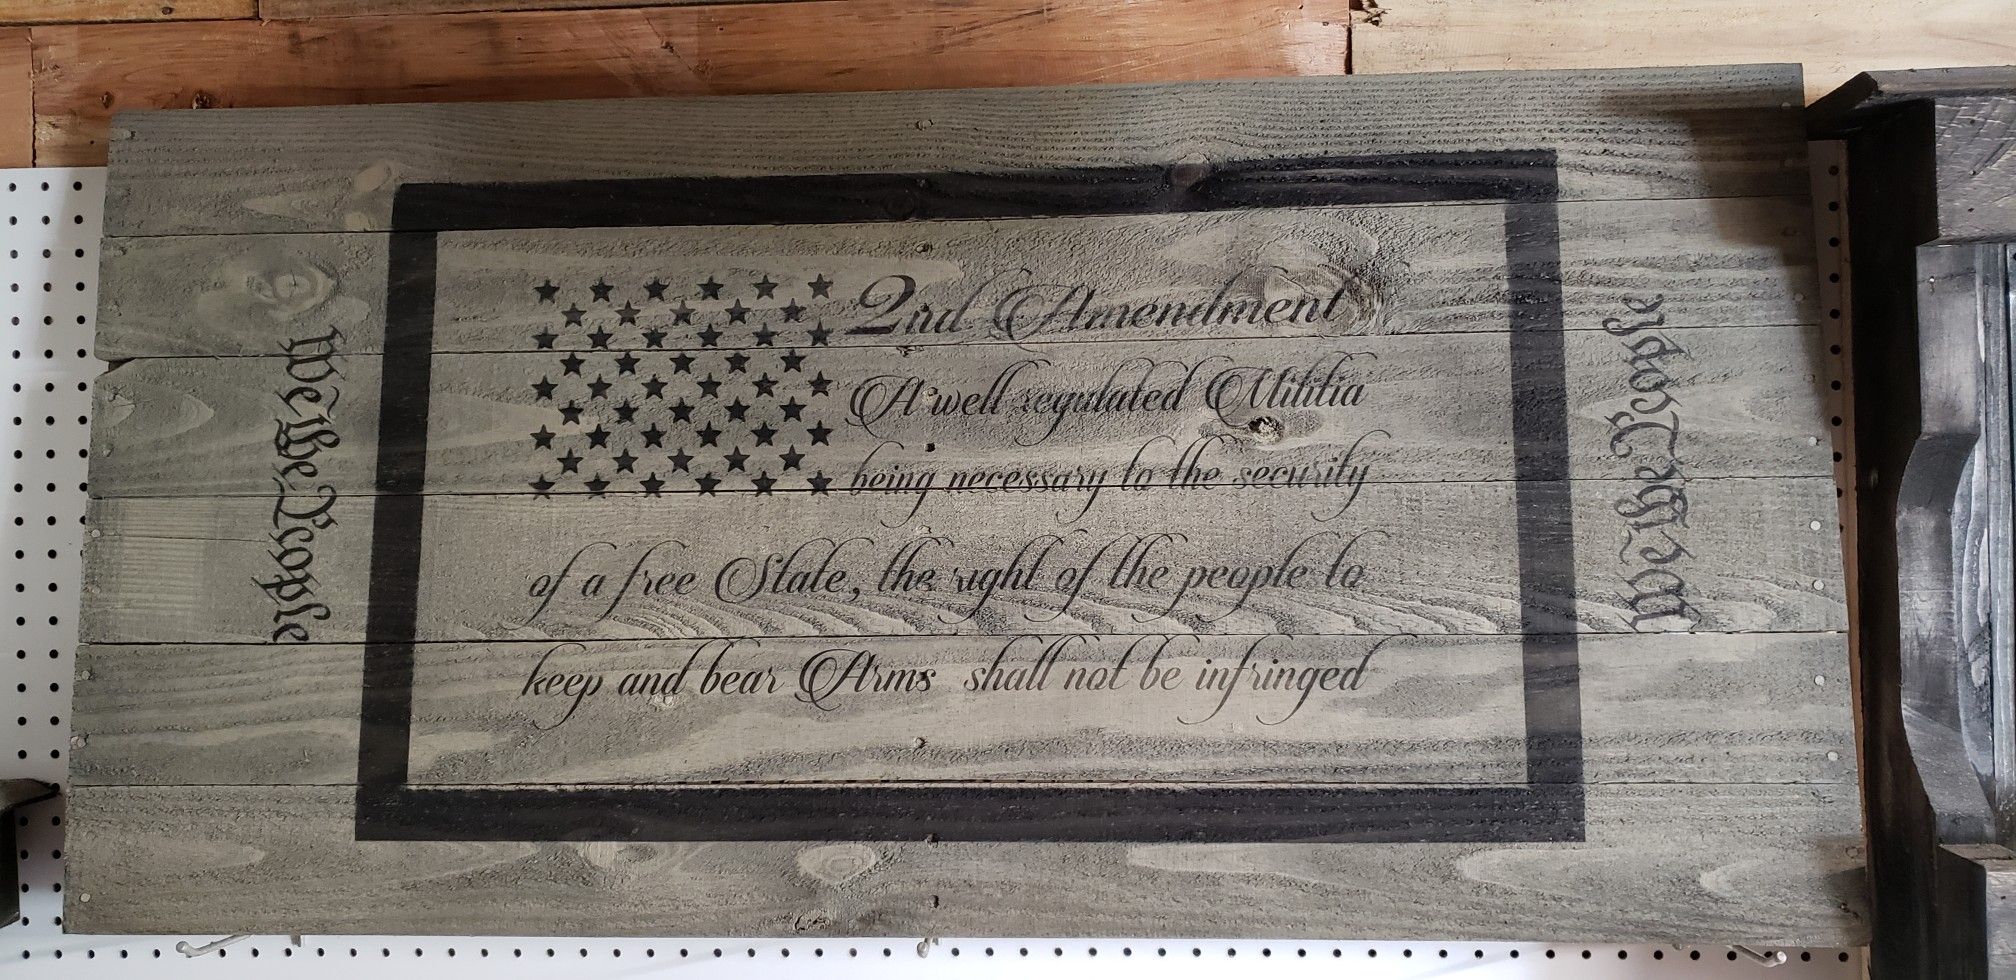 We The People
2nd Amendment
A well regulated Militia
being necessary to the security
of a free State, the right of the people to
keep and bear Arms shall not be infringed
We The People